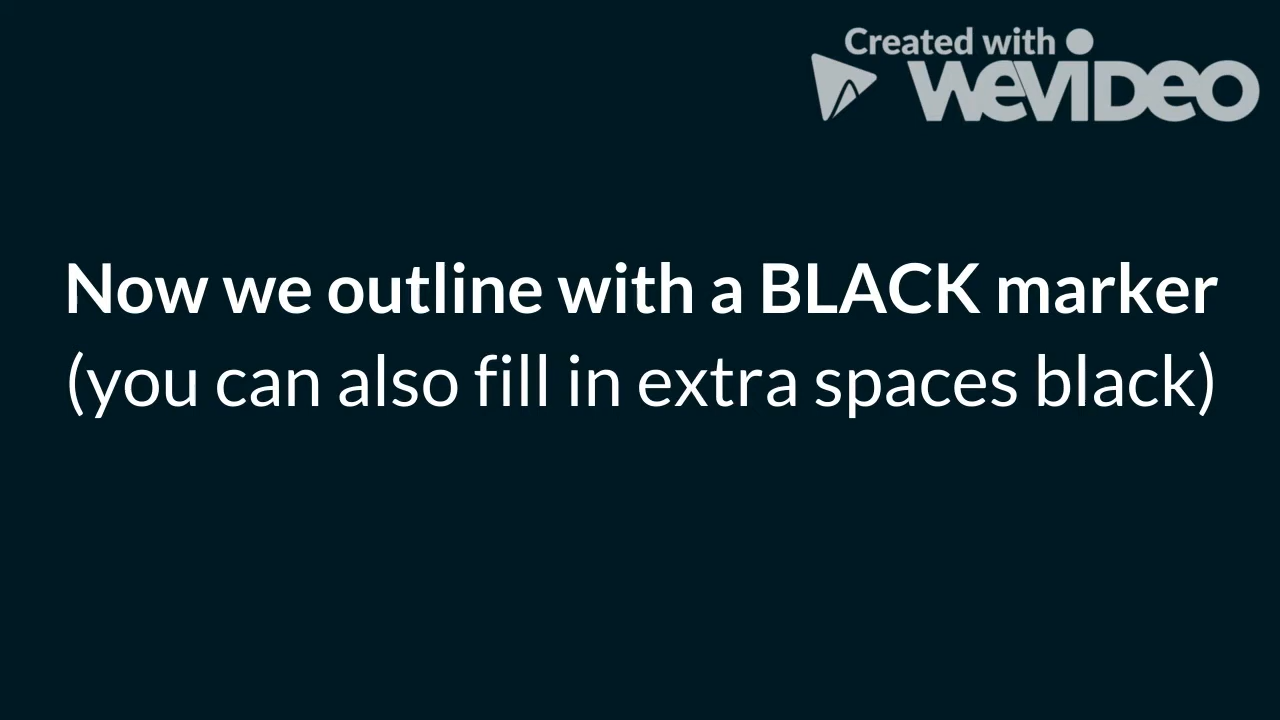 Created with
WeVIDEO
Now we outline with a BLACK marker
(you can also fill in extra spaces black)